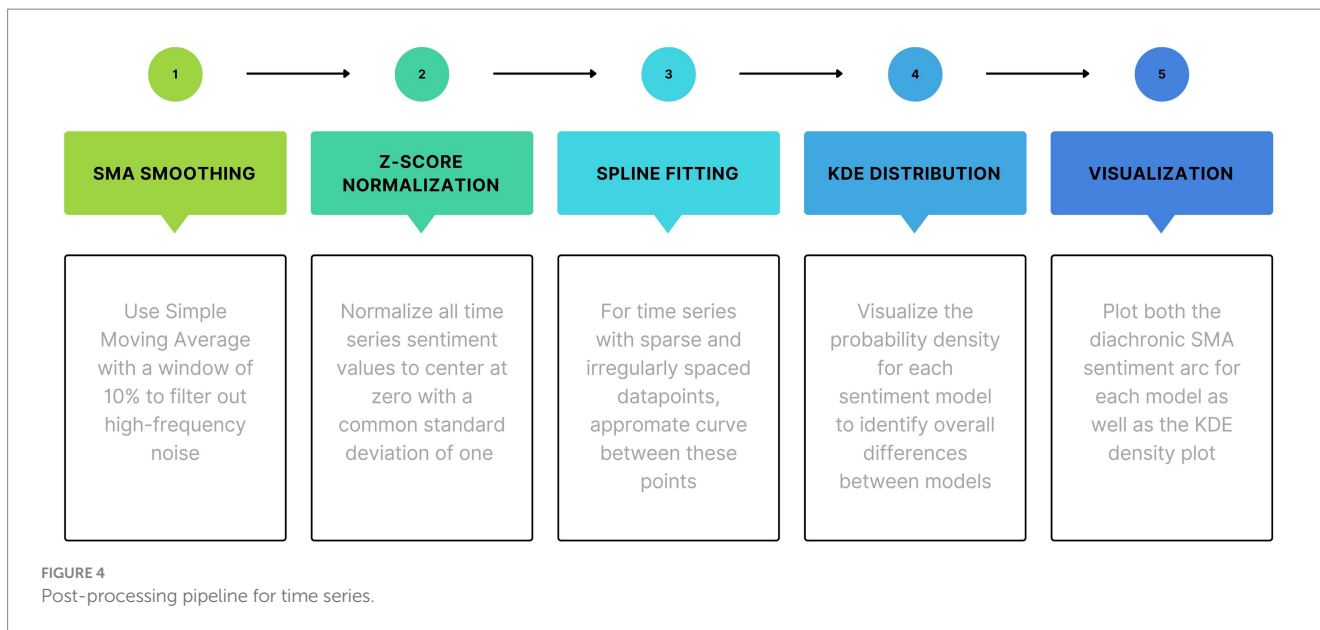 1
2
3
4
5
SMA SMOOTHING
Z-SCORE
NORMALIZATION
SPLINE FITTING
KDE DISTRIBUTION
VISUALIZATION
Use Simple
Moving Average
with a window of
10% to filter out
high-frequency
noise
Normalize all time
series sentiment
values to center at
zero with a
common standard
deviation of one
For time series
with sparse and
irregularly spaced
datapoints,
appromate curve
between these
points
Visualize the
probability density
for each
sentiment model
to identify overall
differences
between models
Plot both the
diachronic SMA
sentiment arc for
each model as
well as the KDE
density plot
FIGURE 4
Post-processing pipeline for time series.